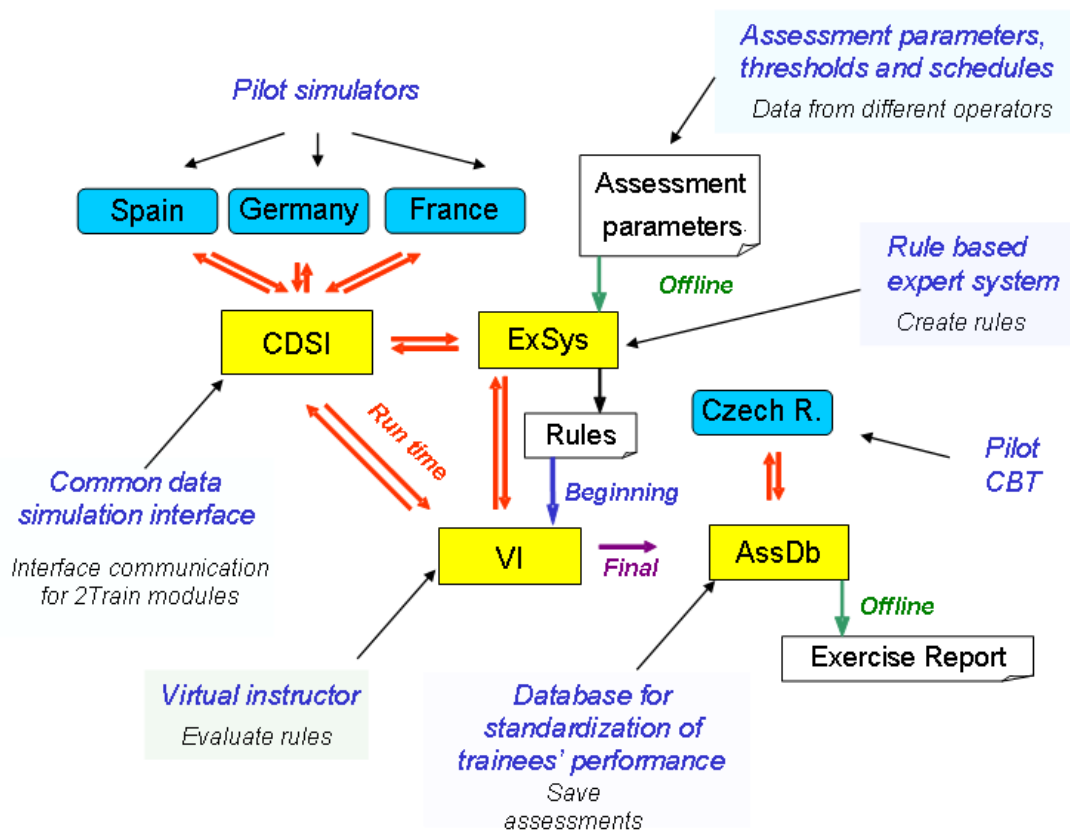 Assessment parameters,
thresholds and schedules
Data from different operators
Pilot simulators
Spain
Germany
France
Assessment
parameters
Offline
Rule based
expert system
Create rules
CDSI
ExSys
Rules
Czech R.
Run time
Beginning
Pilot
CBT
Common data
simulation interface
Interface communication
for 2Train modules
VI
Final
AssDb
Offline
Exercise Report
Virtual instructor
Evaluate rules
Database for
standardization of
trainees' performance
Save
assessments